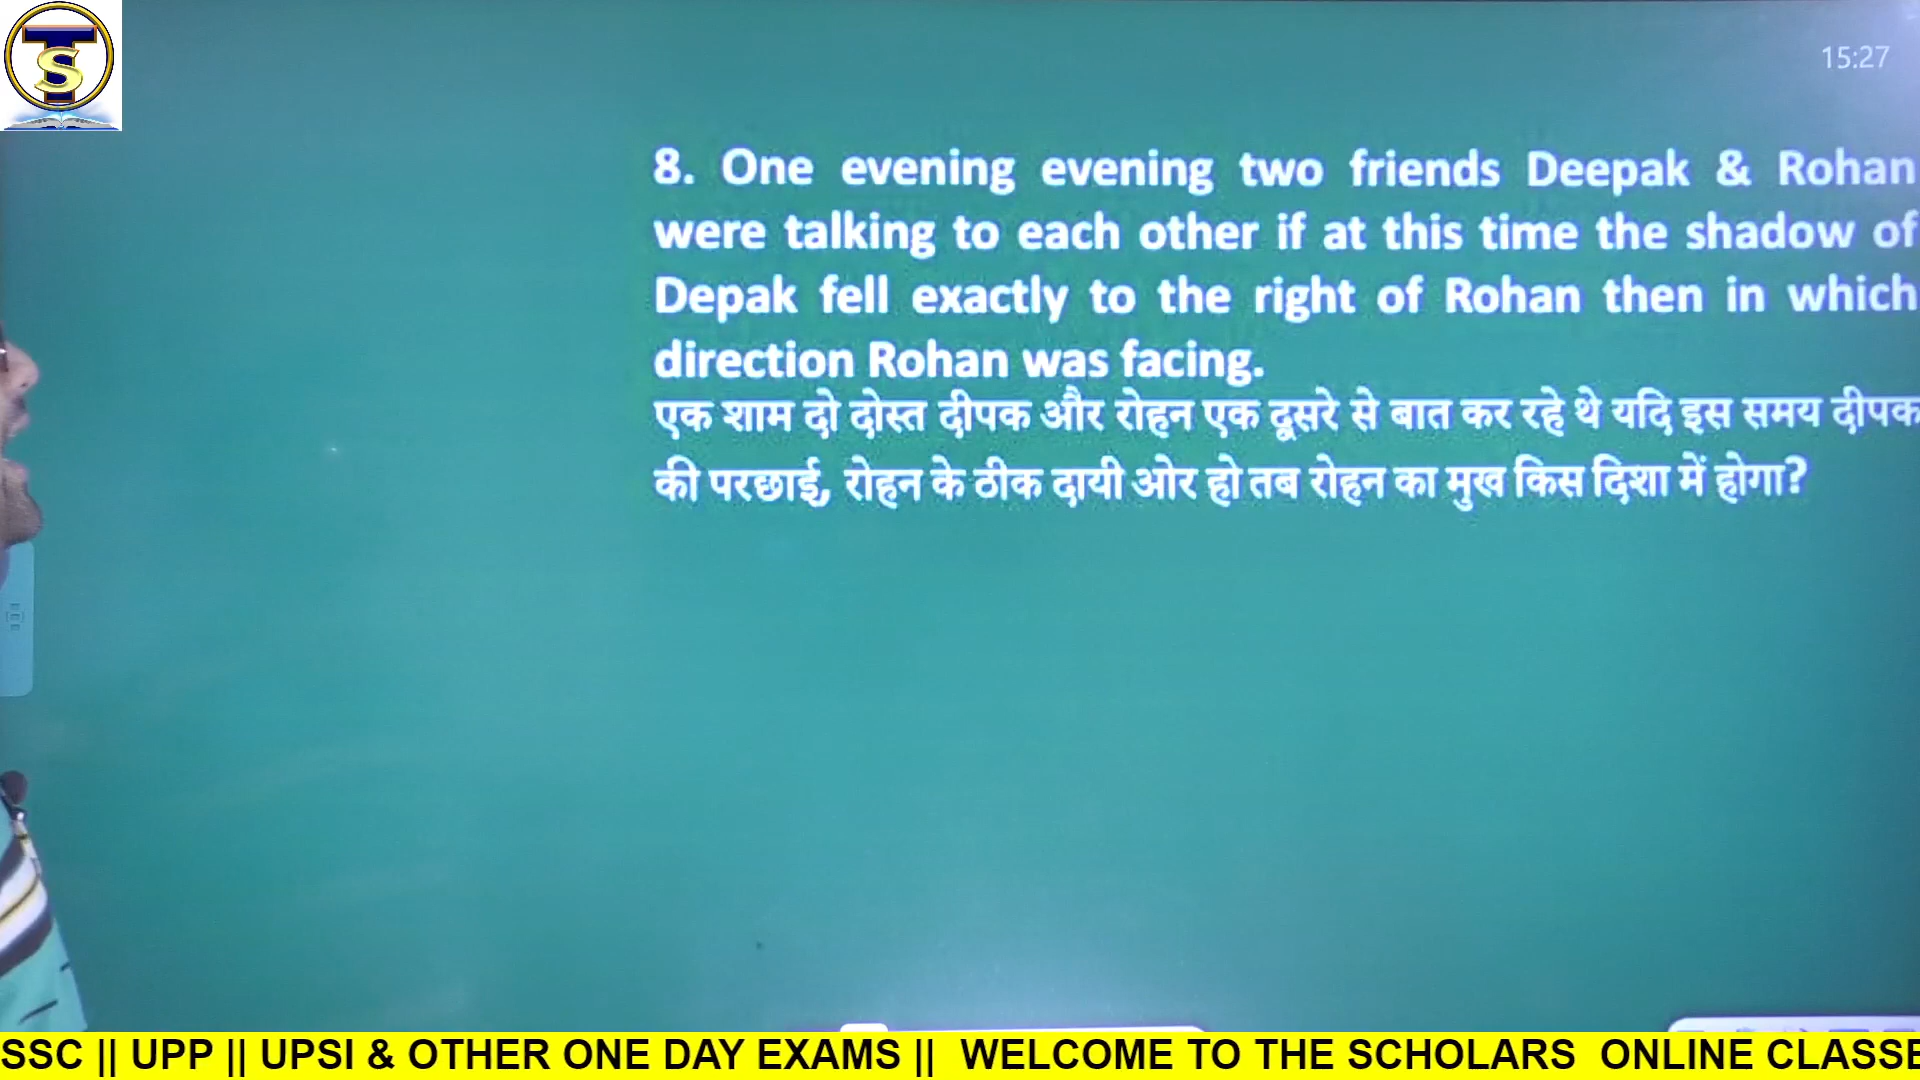 TS
15:27
8. One evening evening two friends Deepak & Rohan
were talking to each other if at this time the shadow of
Depak fell exactly to the right of Rohan then in which
direction Rohan was facing.
एक शाम दो दोस्त दीपक और रोहन एक दूसरे से बात कर रहे थे यदि इस समय दीपक
की परछाई, रोहन के ठीक दायी ओर हो तब रोहन का मुख किस दिशा में होगा?
SSC || UPP || UPSI & OTHER ONE DAY EXAMS || WELCOME TO THE SCHOLARS ONLINE CLASSE